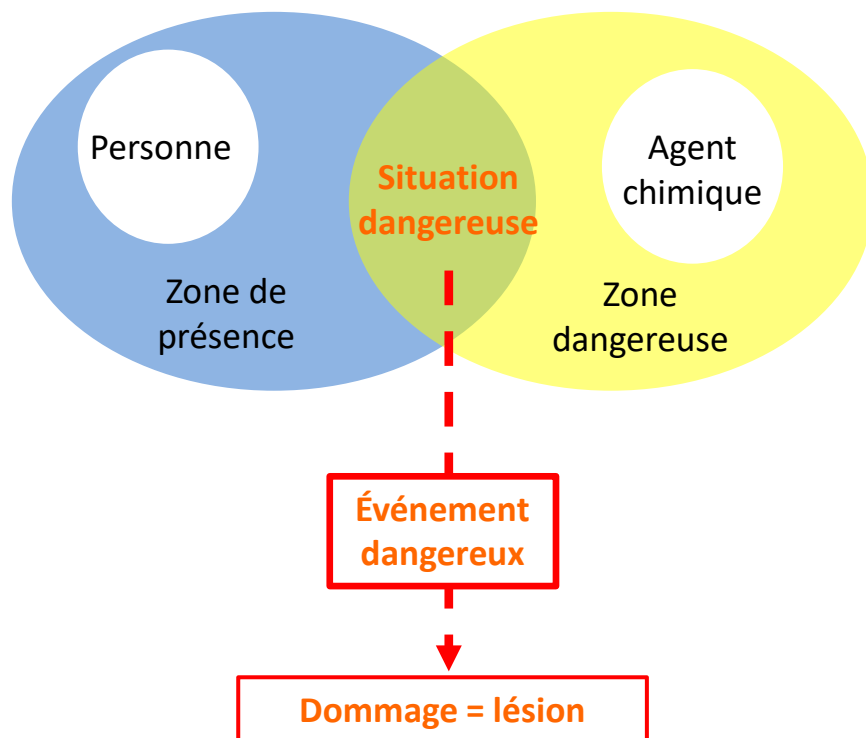 Personne
Situation
dangereuse
Agent
chimique
Zone de
présence
Zone
dangereuse
Événement
dangereux
Dommage = lésion